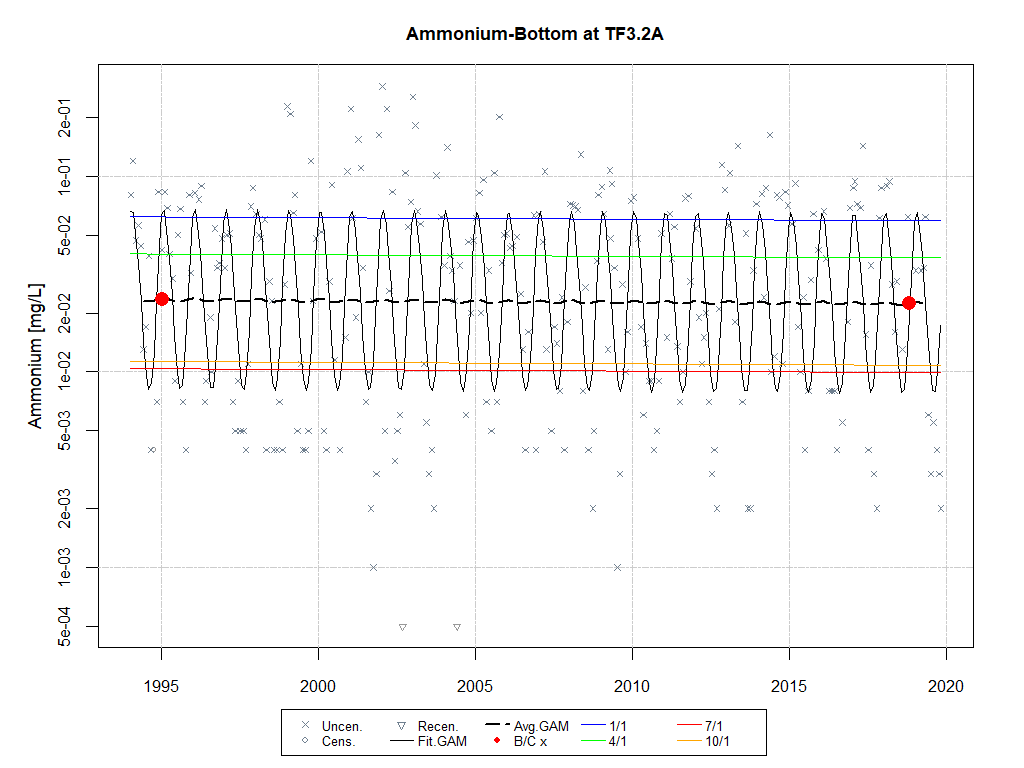 Ammonium-Bottom at TF3.2A
Ammonium [mg/L]
2e-01
1e-01
5e-02
2e-02
1e-02
5e-03
2e-03
1e-03
5e-04
1995 2000 2005 2010 2015 2020
Uncen. Recen. Avg.GAM 1/1 7/1
Cens. Fit.GAM B/C x 4/1 10/1